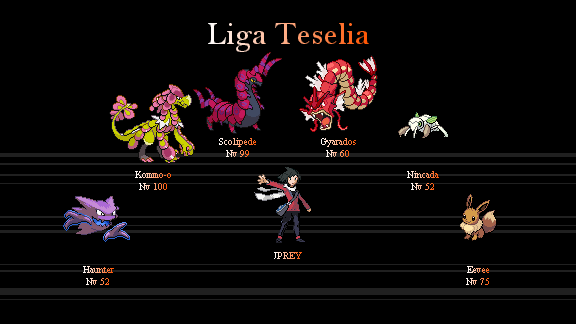 Liga Teselia
Scolipede
Nv 99
Gyarados
Nv 60
Kommo-o
Nv 100
Nincada
Nv 52
JPREY
Haunter
Nv 52
Eevee
Nv 75